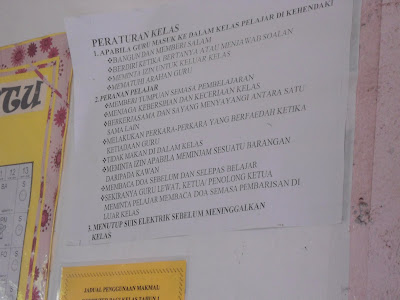 PERATURAN KELAS
1. APABILA GURU MASUK KE DALAM KELAS PELAJAR DI KEHENDAKI
BANGUN DAN MEMBERI SALAM
BERDIRI KETIKA BERTANYA ATAU MENJAWAB SOALAN
MEMINTA IZIN UNTUK KELUAR KELAS
MEMATUHI ARAHAN GURU
2. PERANAN PELAJAR
MEMBERI TUMPUAN SEMASA PEMBELAJARAN
MENJAGA KEBERSIHAN DAN KECERIAAN KELAS
BERKERJASAMA DAN SALING MENYAYANGI ANTARA SATU
SAMA LAIN
MELAKUKAN PERKARA-PERKARA YANG BERFAEDAH KETIKA
KETIADAAN GURU
TIDAK MAKAN DI DALAM KELAS
MEMINTA IZIN APABILA MEMINJAM SESUATU BARANGAN
DARIPADA KAWAN
MEMBACA DOA SEBELUM DAN SELEPAS BELAJAR
SEKIRANYA GURU LEWAT, KETUA/ PENOLONG KETUA
MEMINTA PELAJAR MEMBACA DOA SEMASA PEMBARISAN DI
LUAR KELAS
3. MENUTUP SUIS ELEKTRIK SEBELUM MENINGGALKAN
KELAS
TU
12 13
JADUAL PENGGUNAAN MAKMAL